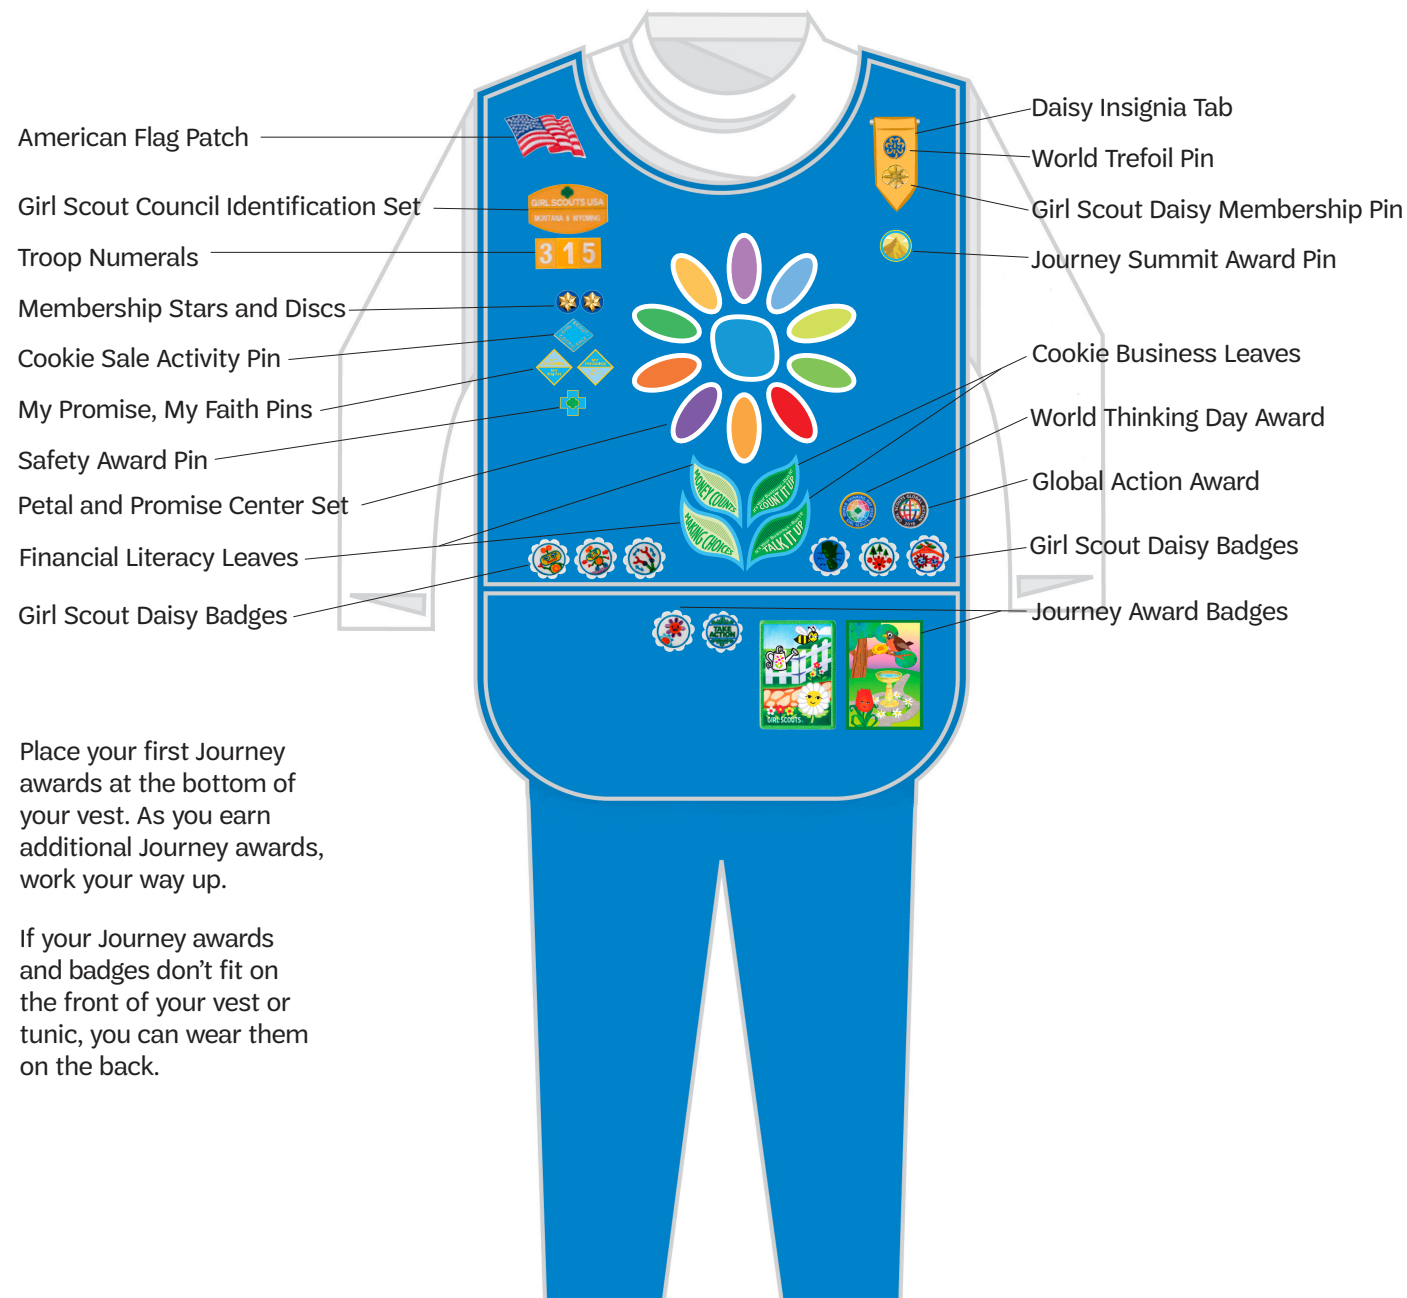 American Flag Patch
Girl Scout Council Identification Set
Troop Numerals
Membership Stars and Discs
Cookie Sale Activity Pin
My Promise, My Faith Pins
Safety Award Pin
Petal and Promise Center Set
Financial Literacy Leaves
Girl Scout Daisy Badges
Place your first Journey
awards at the bottom of
your vest. As you earn
additional Journey awards,
work your way up.
If your Journey awards
and badges don’t fit on
the front of your vest or
tunic, you can wear them
on the back.
GIRL SCOUTS USA
MONTANA & WYOMING
315
MONEY COUNTS
MAKING CHOICES
COUNT IT UP
TALK IT UP
TAKE
ACTION
GIRL SCOUTS
Daisy Insignia Tab
World Trefoil Pin
Girl Scout Daisy Membership Pin
Journey Summit Award Pin
Cookie Business Leaves
World Thinking Day Award
Global Action Award
Girl Scout Daisy Badges
Journey Award Badges